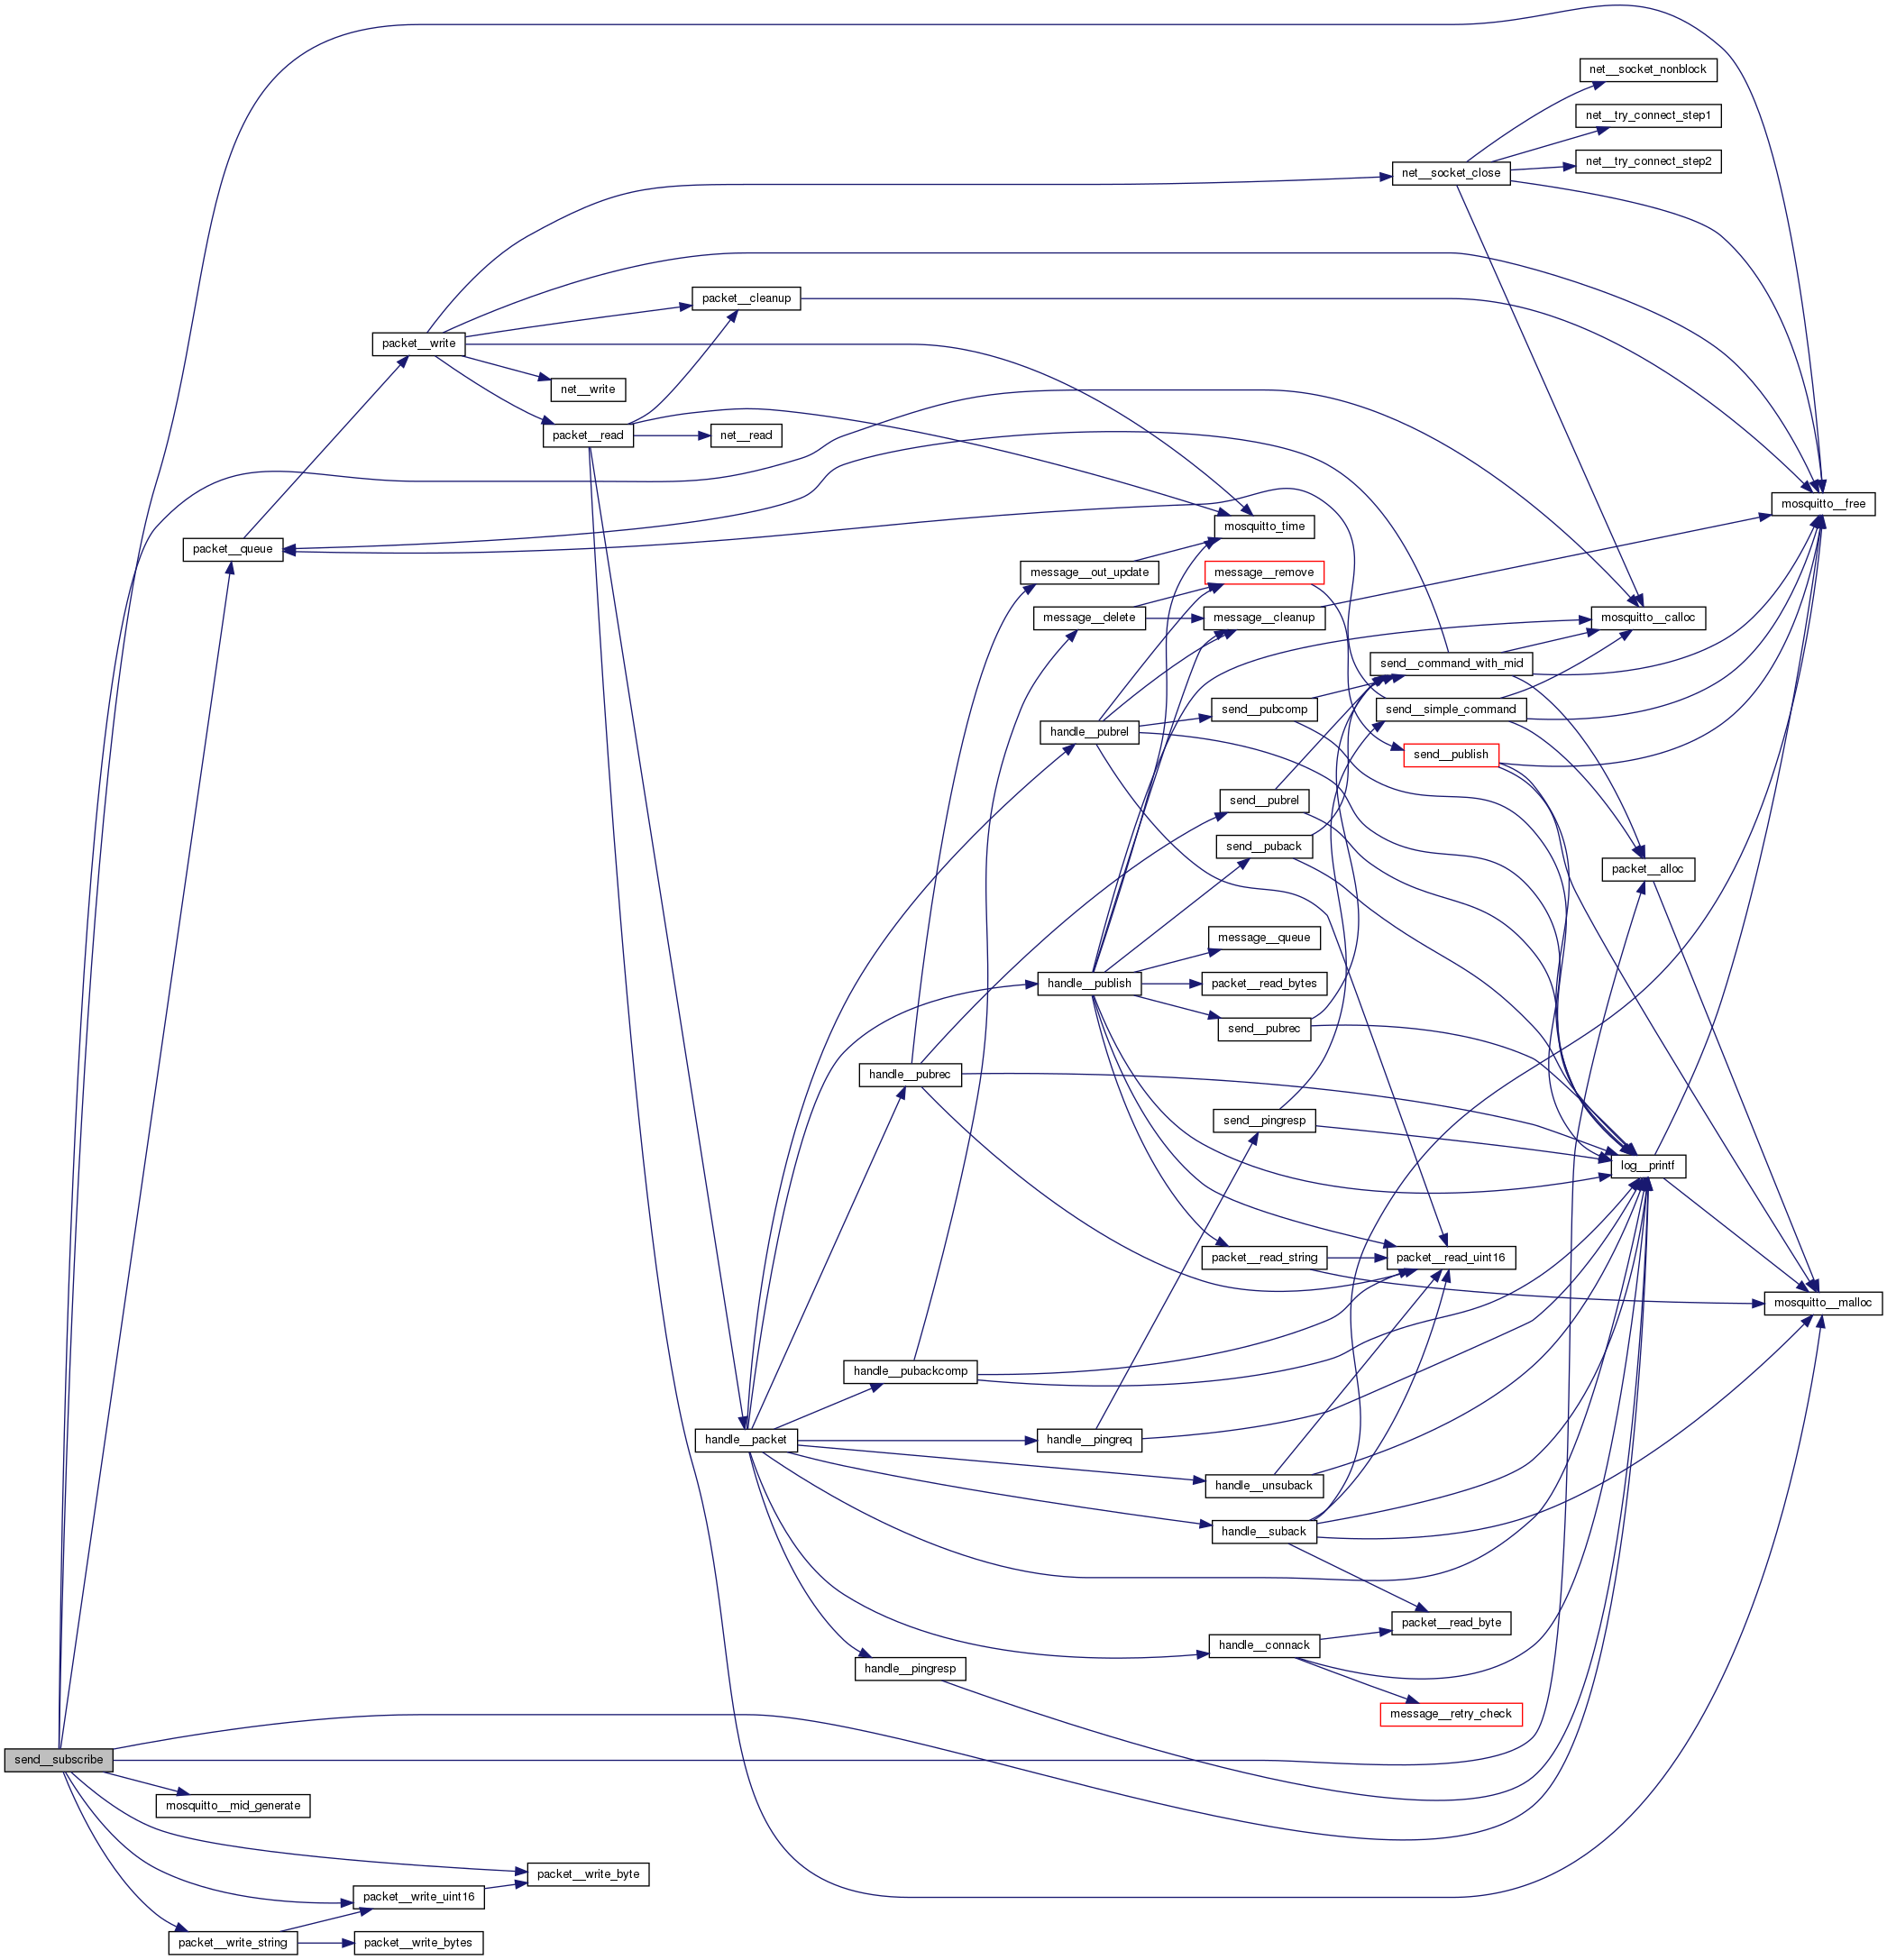 net__socket_nonblock
net__try_connect_step1
net__try_connect_step2
net__socket_close
packet__cleanup
packet__write
net__write
packet__read
net__read
mosquitto__free
mosquitto_time
packet__queue
message__out_update
message__remove
message__delete
message__cleanup
mosquitto__calloc
send__command_with_mid
send__pubcomp
send__simple_command
handle__pubrel
send__publish
send__pubrel
send__puback
packet__alloc
message__queue
handle__publish
packet__read_bytes
send__pubrec
handle__pubrec
send__pingresp
log__printf
packet__read_string
packet__read_uint16
mosquitto__malloc
handle__pubackcomp
handle__packet
handle__pingreq
handle__unsuback
handle__suback
packet__read_byte
handle__connack
handle__pingresp
message__retry_check
send__subscribe
mosquitto__mid_generate
packet__write_byte
packet__write_uint16
packet__write_string
packet__write_bytes